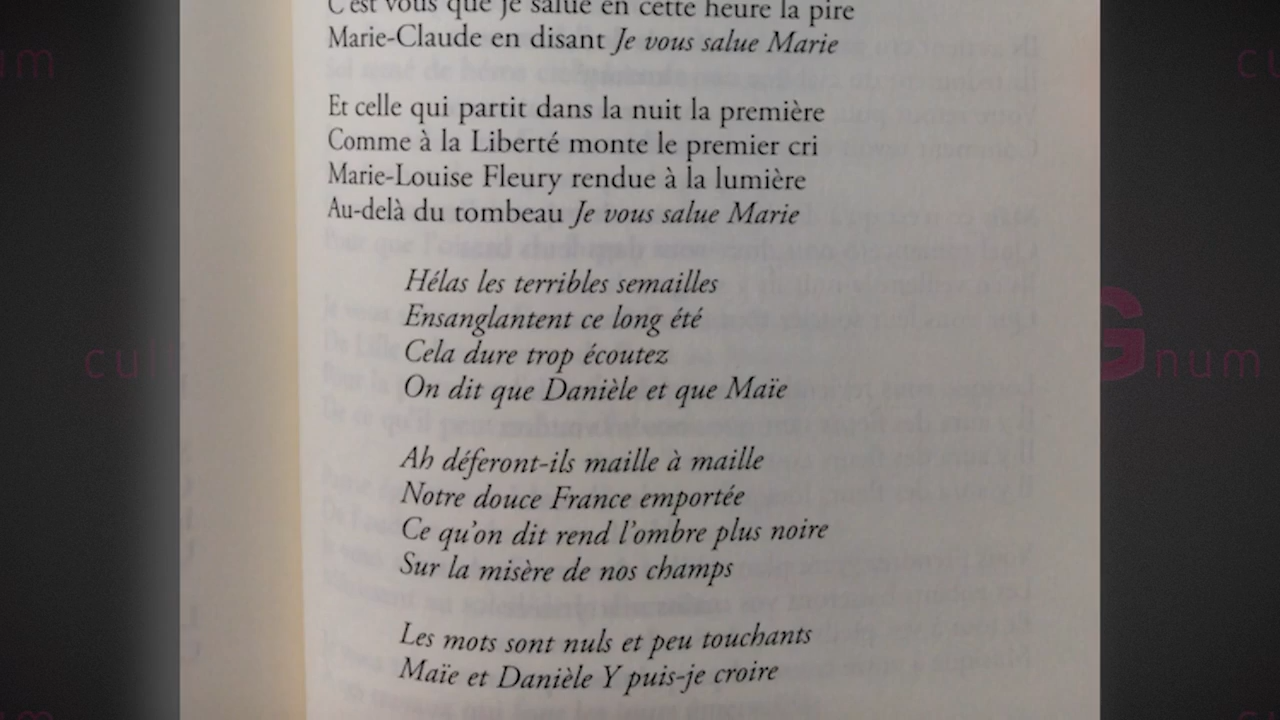 C'est vous que je salue en cette heure la pire
Marie-Claude en disant Je vous salue Marie
Et celle qui partit dans la nuit la première
Comme à la Liberté monte le premier cri
Marie-Louise Fleury rendue à la lumière
Au-delà du tombeau Je vous salue Marie
Hélas les terribles semailles
Ensanglantent ce long été
Cela dure trop écoutez
On dit que Danièle et que Maïe
Ah déferont-ils maille à maille
Notre douce France emportée
Ce qu'on dit rend l'ombre plus noire
Sur la misère de nos champs
Les mots sont nuls et peu touchants
Maïe et Danièle Y puis-je croire
um
cu
cul
Gnum